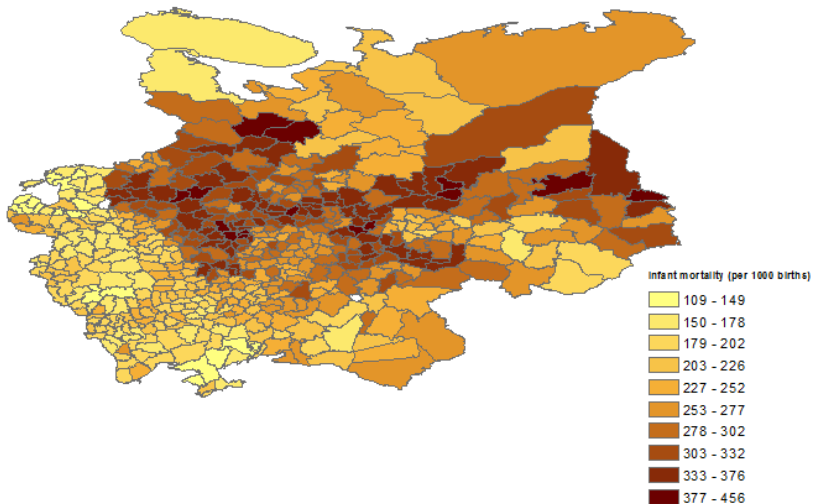 Infant mortality (per 1000 births)
109 - 149
150 - 178
179 - 202
203 - 226
227 - 252
253 - 277
278 - 302
303 - 332
333 - 376
377 - 456